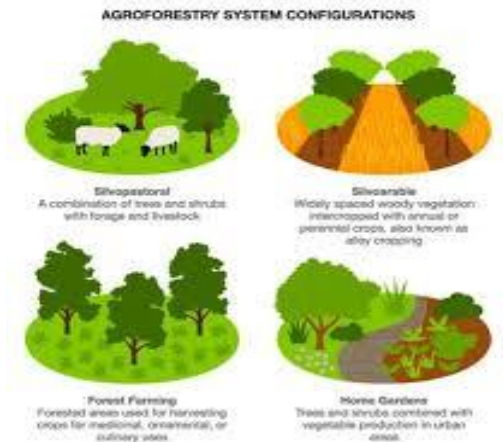 AGROFORESTRY SYSTEM CONFIGURATIONS
Silvopastoral
A combination of trees and shrubs
with forage and livestock
Silvoarable
Widely spaced woody vegetation
intercropped with annual or
perennial crops, also known as
alley cropping
Forest Farming
Forested areas used for harvesting
crops for medicinal, ornamental, or
culinary uses
Home Gardens
Trees and shrubs combined with
vegetable production in urban
areas